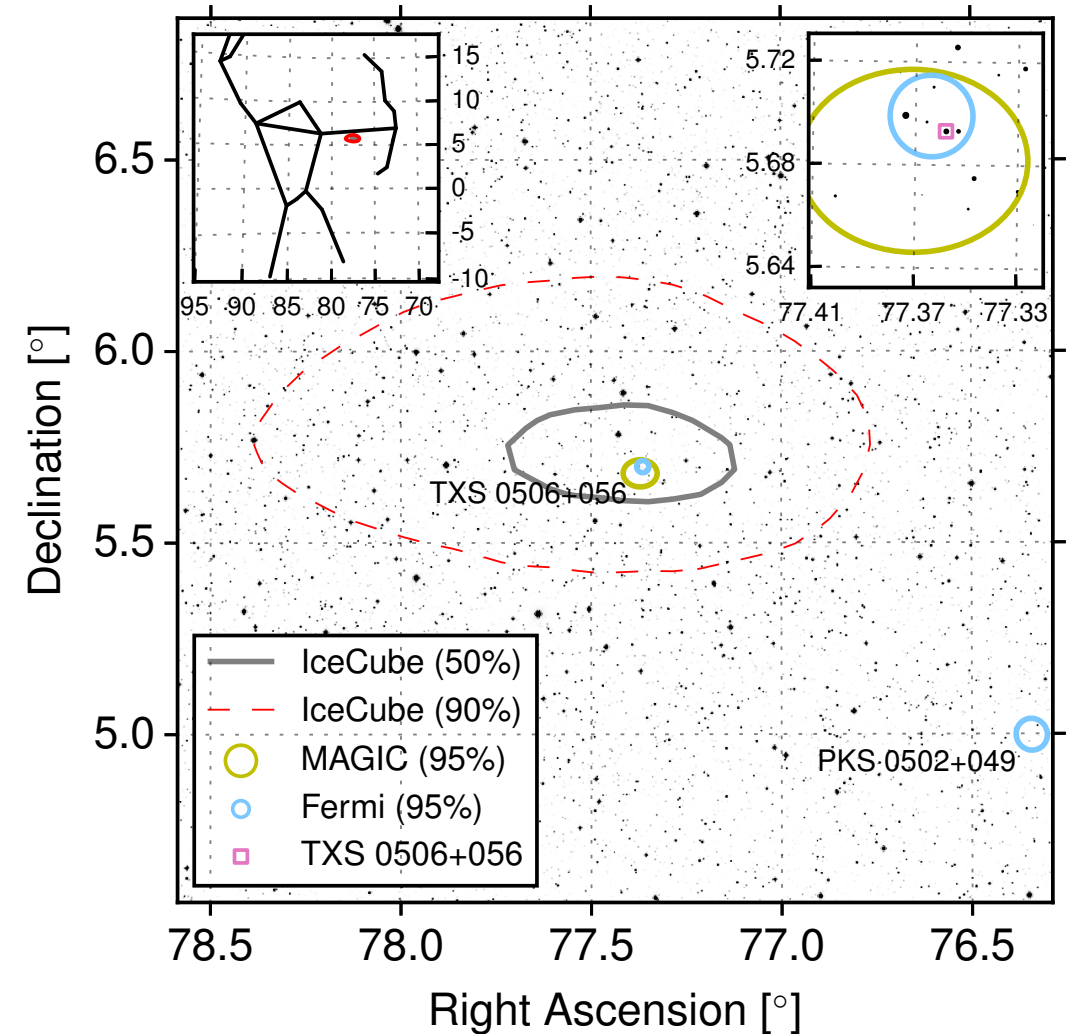 15
10
5
0
-5
-10
95 90 85 80 75 70
5.72
5.68
5.64
77.41 77.37 77.33
6.5
6.0
5.5
5.0
Declination [°]
TXS 0506+056
PKS 0502+049
IceCube (50%)
IceCube (90%)
MAGIC (95%)
Fermi (95%)
TXS 0506+056
78.5 78.0 77.5 77.0 76.5
Right Ascension [°]